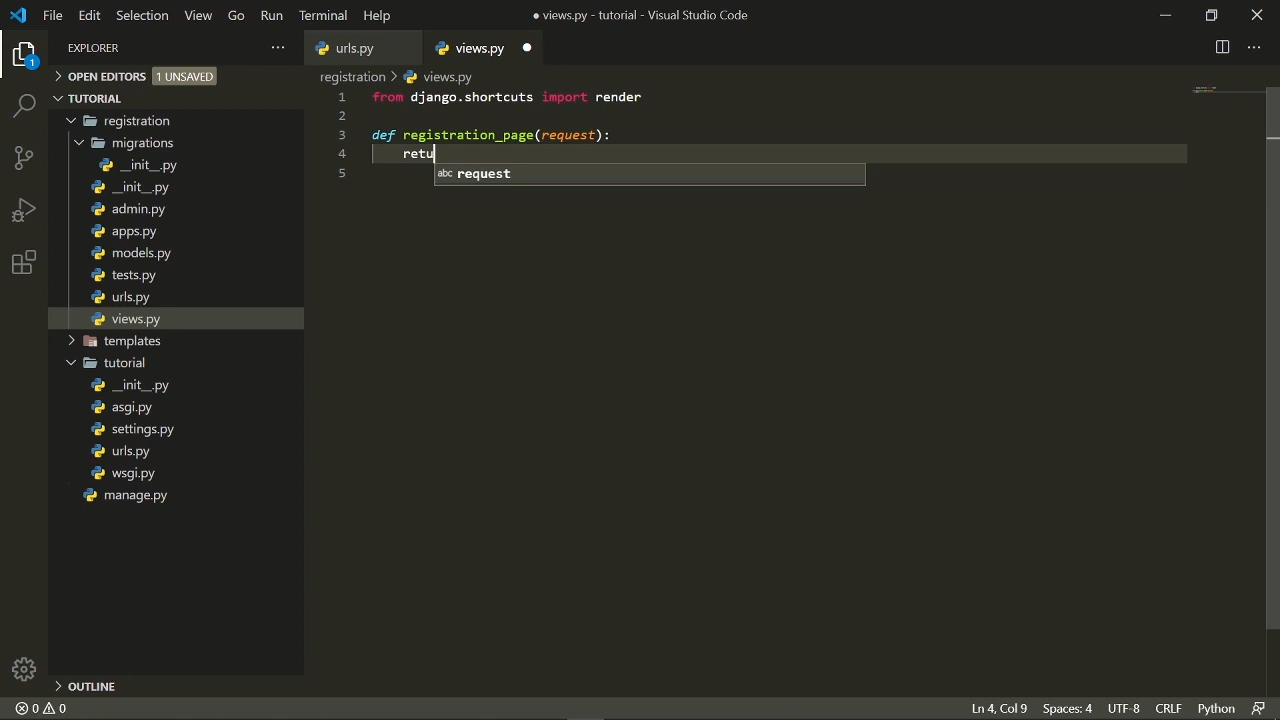 File Edit Selection View Go Run Terminal Help
● views.py - tutorial - Visual Studio Code
EXPLORER ···
1
OPEN EDITORS 1 UNSAVED
TUTORIAL
registration
migrations
__init__.py
__init__.py
admin.py
apps.py
models.py
tests.py
urls.py
views.py
templates
tutorial
__init__.py
asgi.py
settings.py
urls.py
wsgi.py
manage.py
OUTLINE
urls.py views.py
registration > views.py
1 from django.shortcuts import render
2
3 def registration_page(request):
4 retu
abc request
5
0 0 Ln 4, Col 9 Spaces: 4 UTF-8 CRLF Python